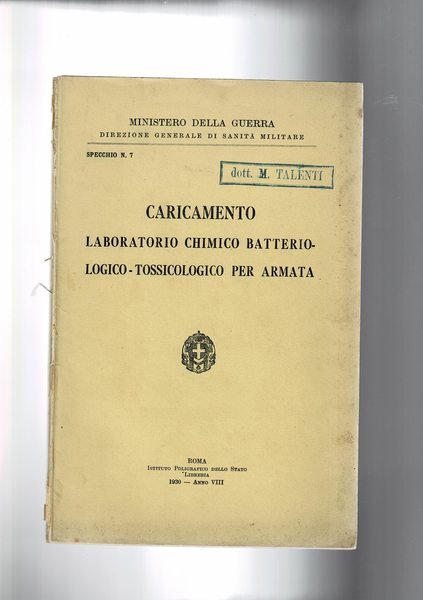 MINISTERO DELLA GUERRA
DIREZIONE GENERALE DI SANITÀ MILITARE
SPECCHIO N. 7
dott. M. TALENTI
CARICAMENTO
LABORATORIO CHIMICO BATTERIO-
LOGICO-TOSSICOLOGICO PER ARMATA
ROMA
ISTITUTO POLIGRAFICO DELLO STATO
LIBRERIA
1930 — ANNO VIII